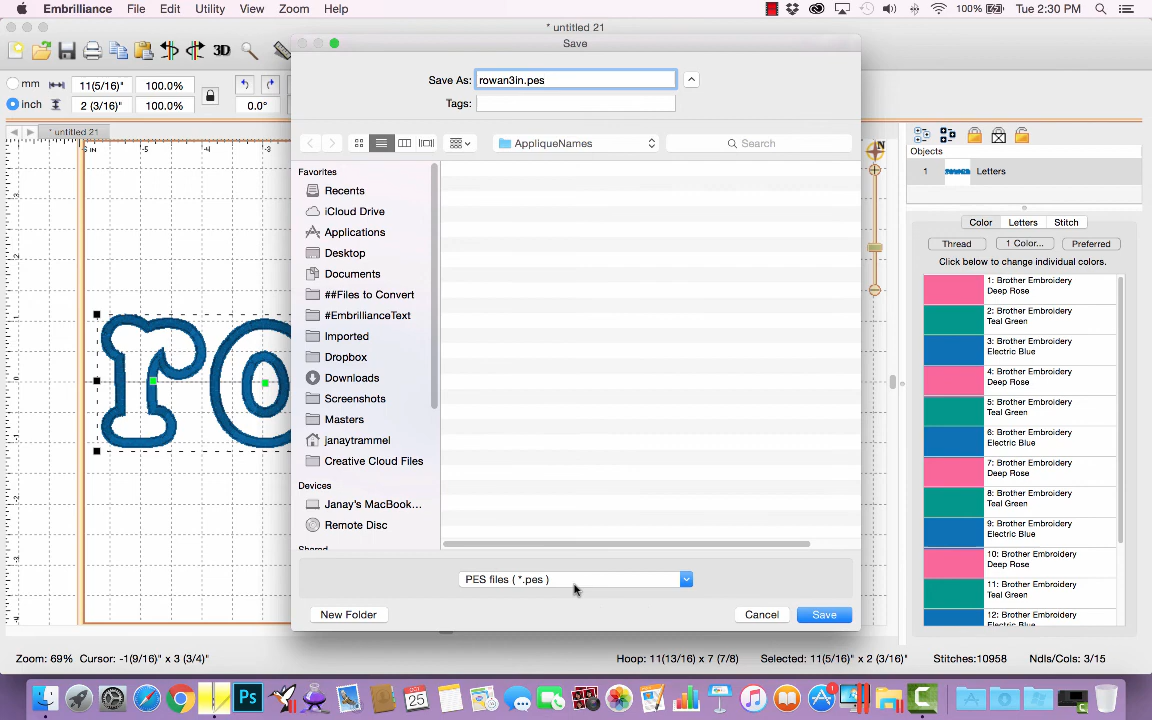 Embrilliance File Edit Utility View Zoom Help 100% Tue 2:30 PM
* untitled 21
Save
3D
mm 11(5/16)" 100.0%
inch 2 (3/16)" 100.0% 0.0°
* untitled 21
Save As: rowan3in.pes
Tags:
AppliqueNames
Search
Favorites
Recents
iCloud Drive
Applications
Desktop
Documents
##Files to Convert
#EmbrillianceText
Imported
Dropbox
Downloads
Screenshots
Masters
janaytrammel
Creative Cloud Files
Devices
Janay's MacBook...
Remote Disc
Shared
PES files ( *.pes )
New Folder Cancel Save
ro
N
Objects
1 rowan Letters
Color Letters Stitch
Thread 1 Color... Preferred
Click below to change individual colors.
1: Brother Embroidery
Deep Rose
2: Brother Embroidery
Teal Green
3: Brother Embroidery
Electric Blue
4: Brother Embroidery
Deep Rose
5: Brother Embroidery
Teal Green
6: Brother Embroidery
Electric Blue
7: Brother Embroidery
Deep Rose
8: Brother Embroidery
Teal Green
9: Brother Embroidery
Electric Blue
10: Brother Embroidery
Deep Rose
11: Brother Embroidery
Teal Green
12: Brother Embroidery
Electric Blue
Zoom: 69% Cursor: -1(9/16)" x 3 (3/4)" Hoop: 11(13/16) x 7 (7/8) Selected: 11(5/16)" x 2 (3/16)" Stitches:10958 Ndls/Cols: 3/15
Ps
25
1